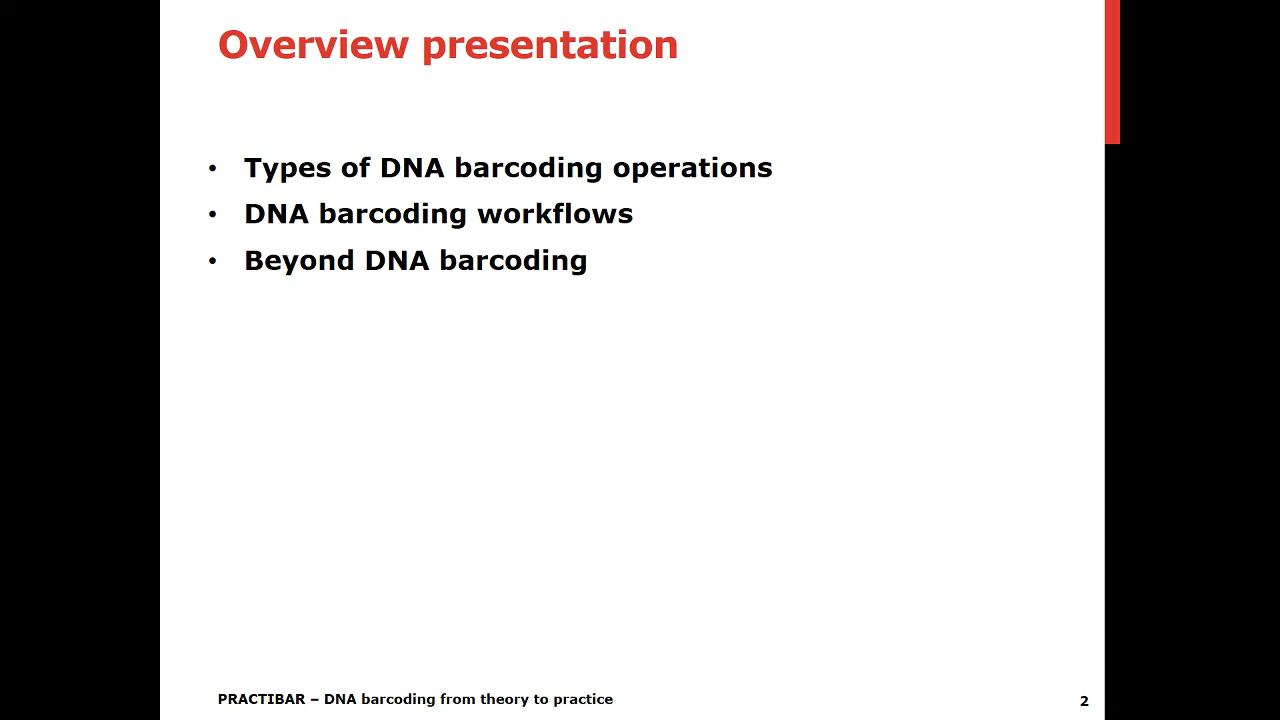 Overview presentation
• Types of DNA barcoding operations
• DNA barcoding workflows
• Beyond DNA barcoding
PRACTIBAR – DNA barcoding from theory to practice
2